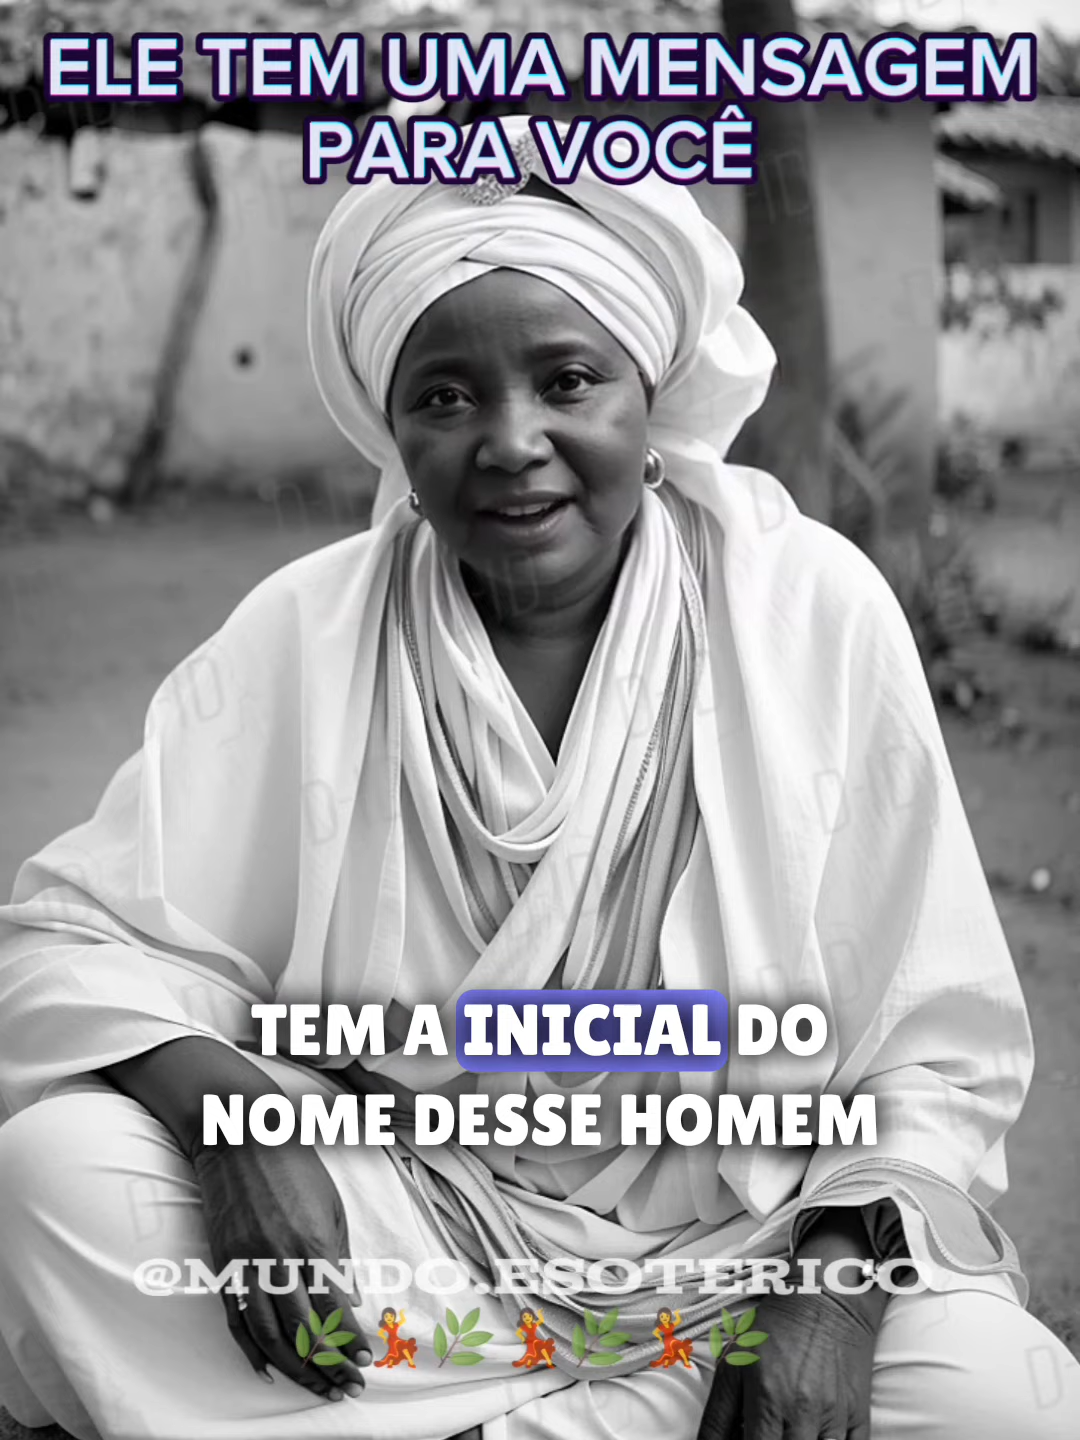 ELE TEM UMA MENSAGEM
PARA VOCÊ
TEM A INICIAL DO
NOME DESSE HOMEM
@MUNDO.ESOTERICO